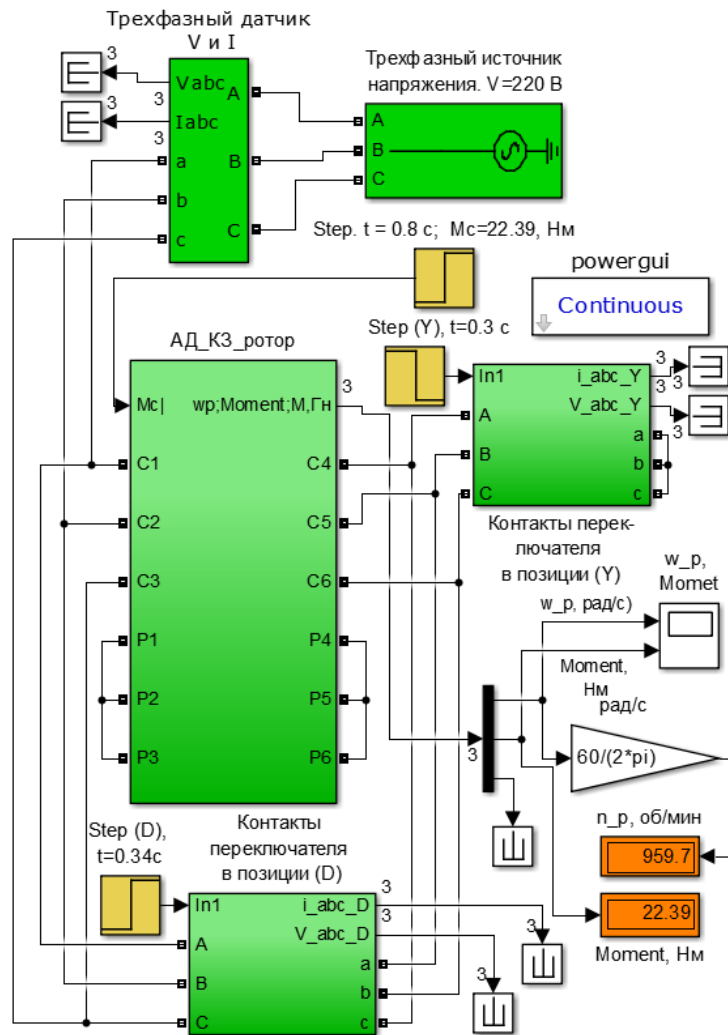 Трехфазный датчик
V и I
3
3
3
3
Vabc
Iabc
a
b
c
A
B
C
Трехфазный источник
напряжения. V=220 В
A
B
C
Step. t = 0.8 c; Mc=22.39, Нм
powergui
Continuous
АД_КЗ_ротор
Step (Y), t=0.3 c
Mc|
wp;Moment;M,Гн
3
C1
C2
C3
P1
P2
P3
C4
C5
C6
P4
P5
P6
In1
A
B
C
i_abc_Y
V_abc_Y
a
b
c
3
3
3
3
Контакты перек-
лючателя
в позиции (Y)
w_p,
Momet
w_p, рад/с)
Moment,
Нм
рад/с
3
60/(2*pi)
n_p, об/мин
959.7
22.39
Moment, Нм
Step (D),
t=0.34c
Контакты
переключателя
в позиции (D)
In1
A
B
C
i_abc_D
V_abc_D
a
b
c
3
3
3
3